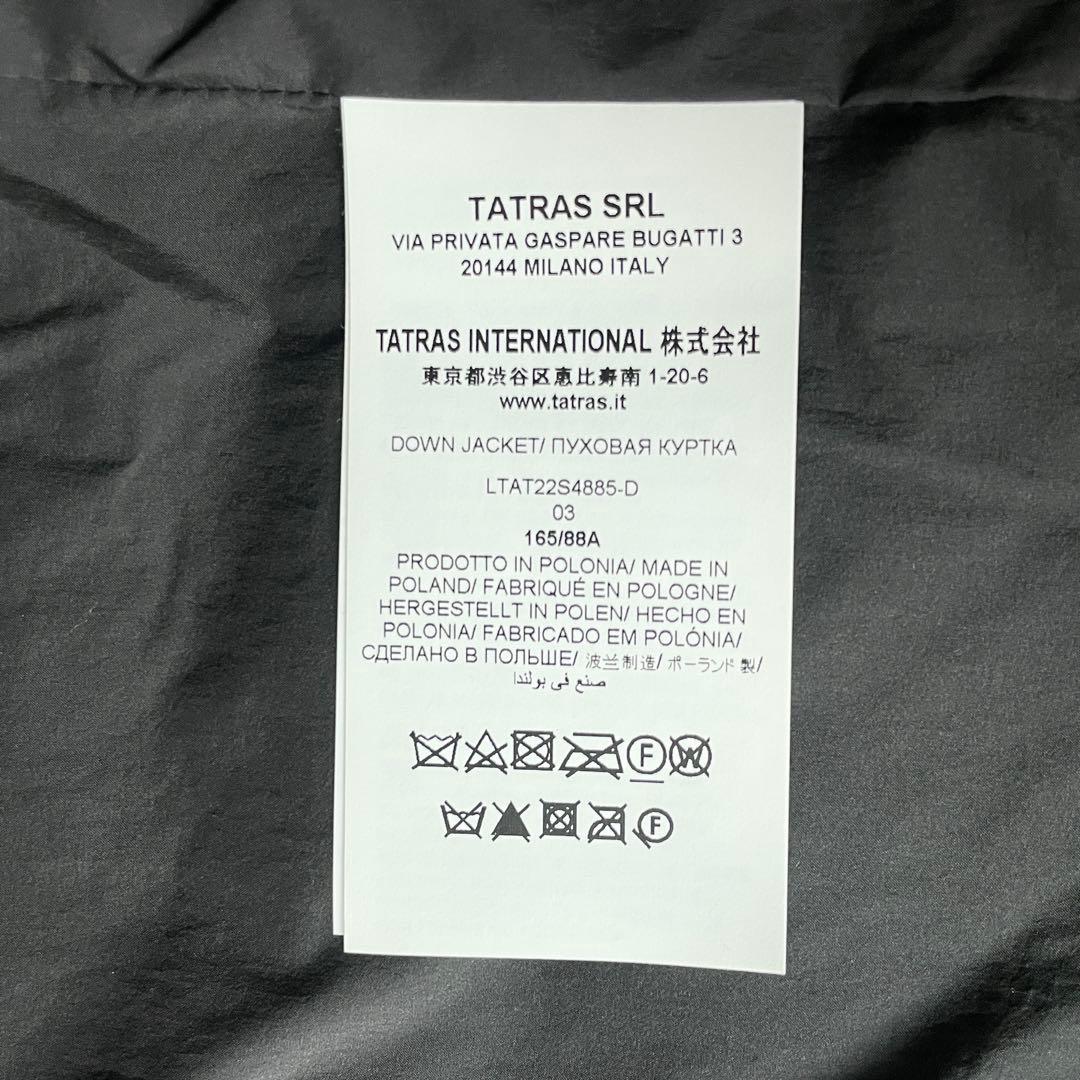 TATRAS SRL
VIA PRIVATA GASPARE BUGATTI 3
20144 MILANO ITALY
TATRAS INTERNATIONAL 株式会社
東京都渋谷区恵比寿南 1-20-6
www.tatras.it
DOWN JACKET/ ПУХОВАЯ КУРТКА
LTAT22S4885-D
03
165/88A
PRODOTTO IN POLONIA/ MADE IN
POLAND/ FABRIQUÉ EN POLOGNE/
HERGESTELLT IN POLEN/ HECHO EN
POLONIA/ FABRICADO EM POLÓNIA/
СДЕЛАНО В ПОЛЬШЕ/ 波兰制造/ ポーランド製/
صنع في بولندا
F W
F